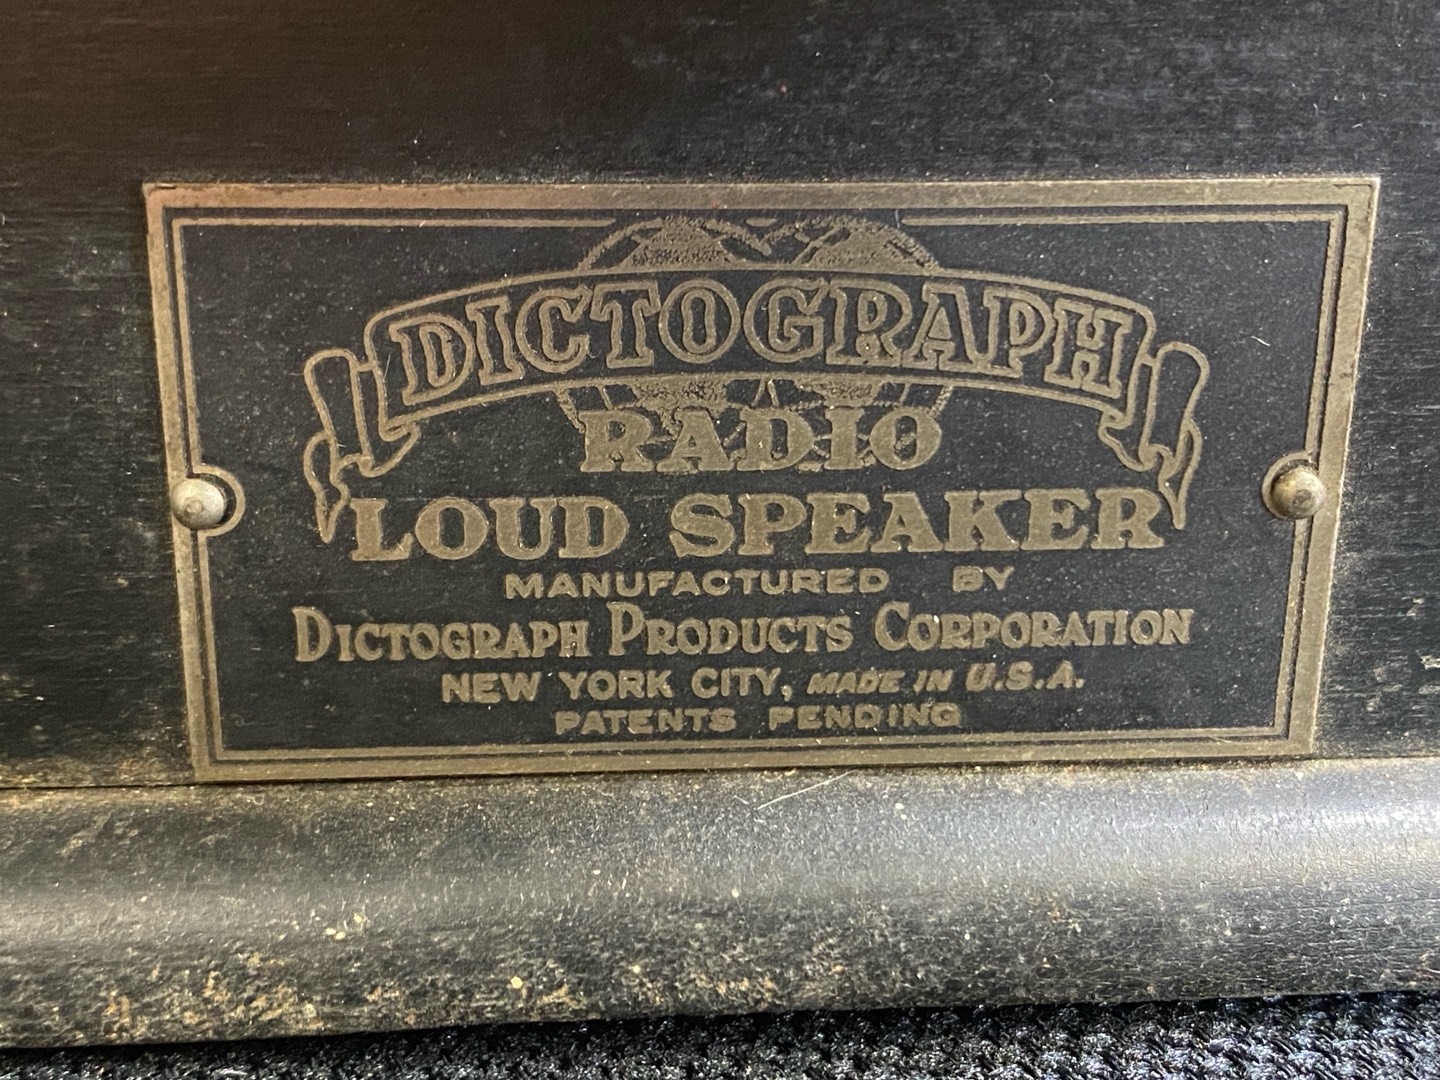 DICTOGRAPH
RADIO
LOUD SPEAKER
MANUFACTURED BY
DICTOGRAPH PRODUCTS CORPORATION
NEW YORK CITY, MADE IN U.S.A.
PATENTS PENDING